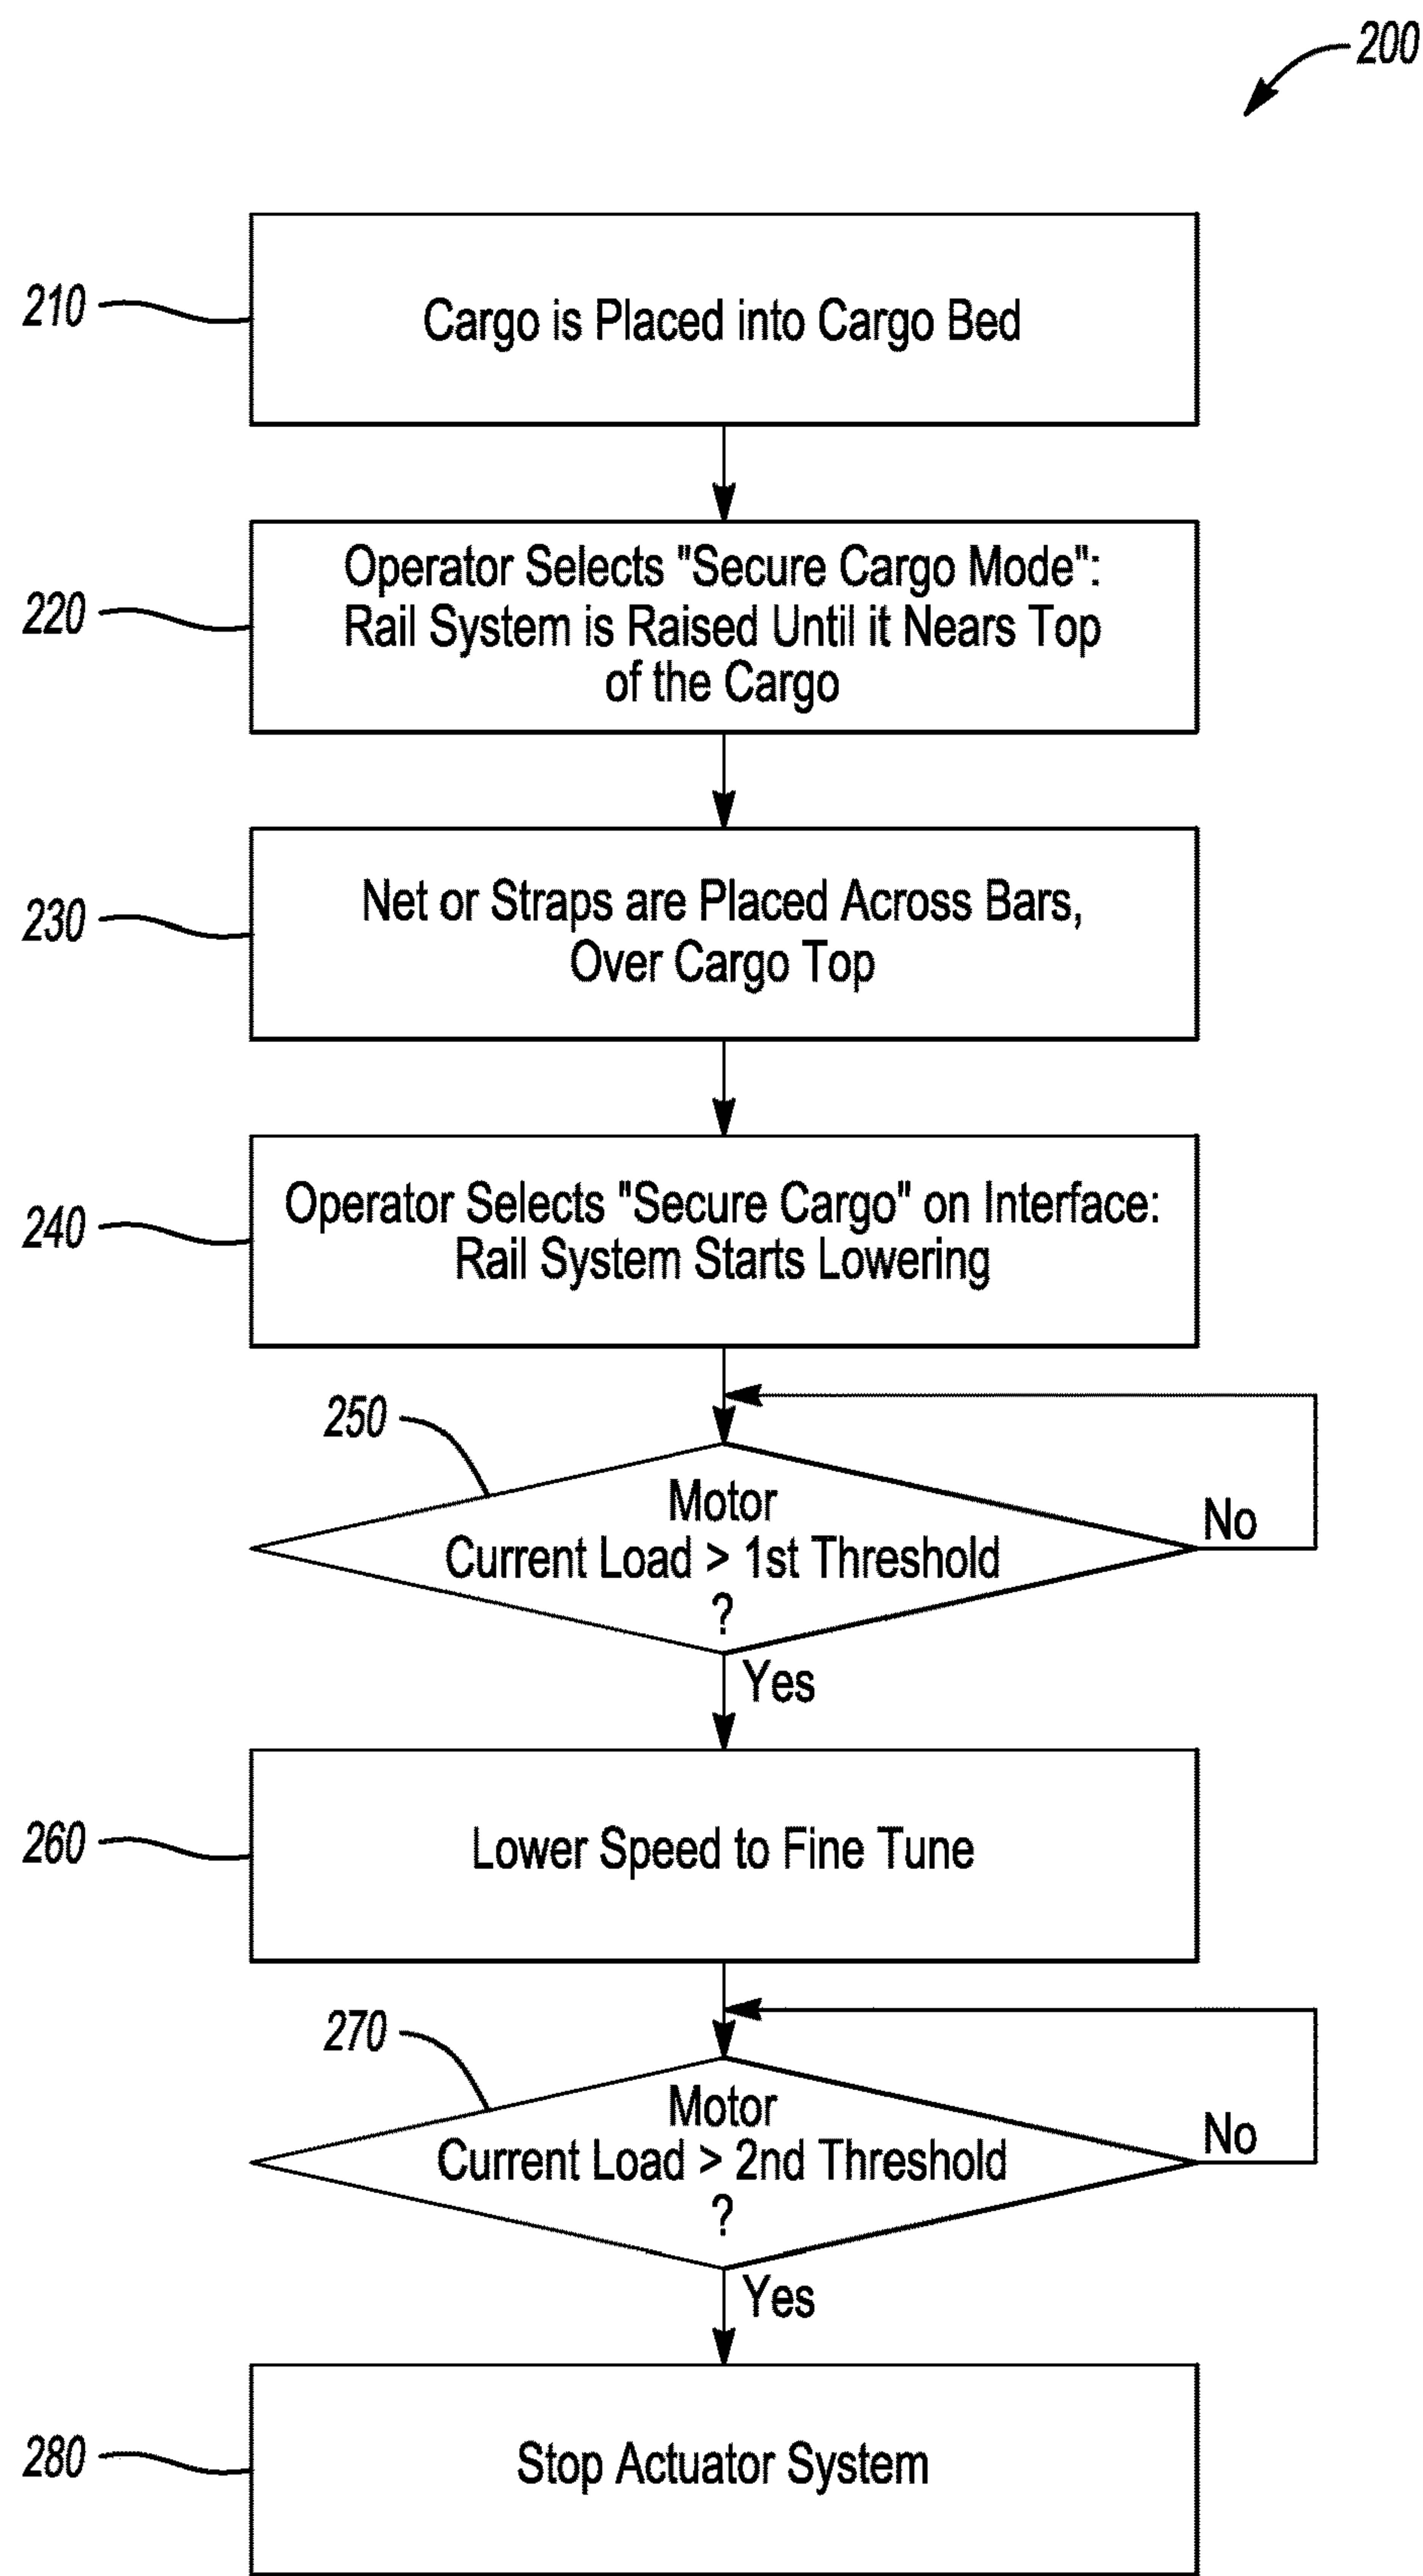 200
210
Cargo is Placed into Cargo Bed
220
Operator Selects "Secure Cargo Mode":
Rail System is Raised Until it Nears Top
of the Cargo
230
Net or Straps are Placed Across Bars,
Over Cargo Top
240
Operator Selects "Secure Cargo" on Interface:
Rail System Starts Lowering
250
Motor
Current Load > 1st Threshold
?
No
Yes
260
Lower Speed to Fine Tune
270
Motor
Current Load > 2nd Threshold
?
No
Yes
280
Stop Actuator System